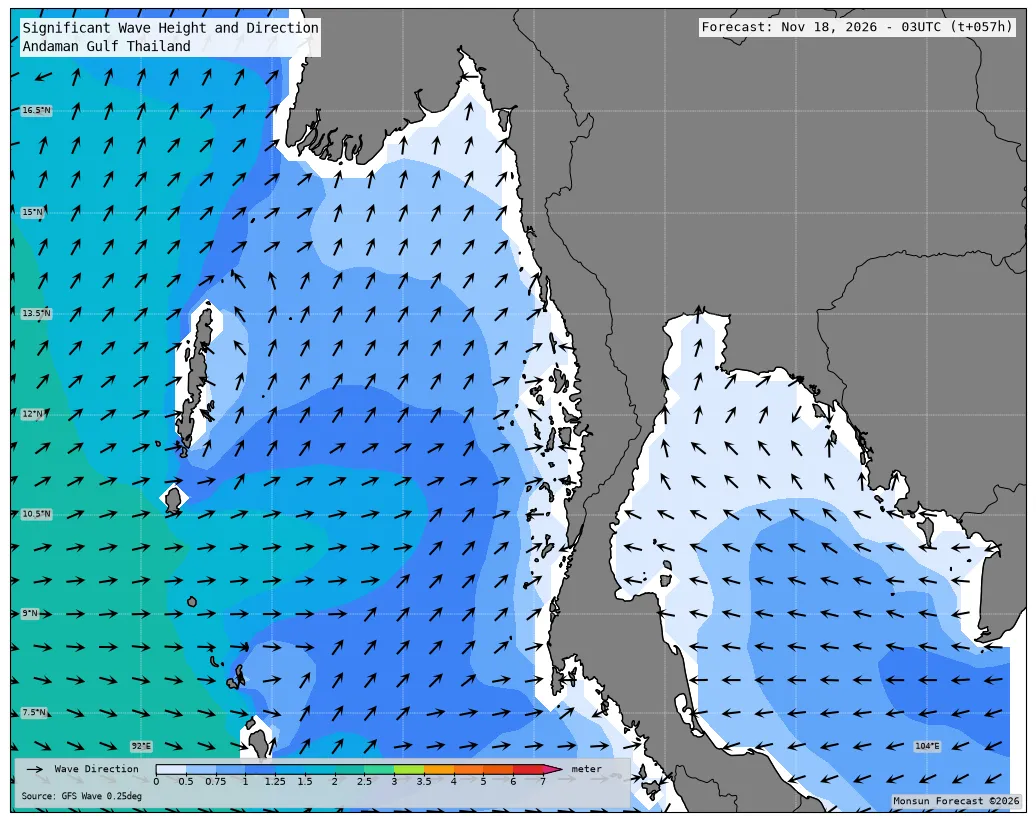 Significant Wave Height and Direction
Andaman Gulf Thailand
Forecast: Nov 18, 2026 - 03UTC (t+057h)
16.5°N
15°N
13.5°N
12°N
10.5°N
9°N
7.5°N
92°E
104°E
Wave Direction
0.5 0.75 1 1.25 1.5 2 2.5 3 3.5 4 5 6 7
meter
Source: GFS Wave 0.25deg
Monsun Forecast ©2026